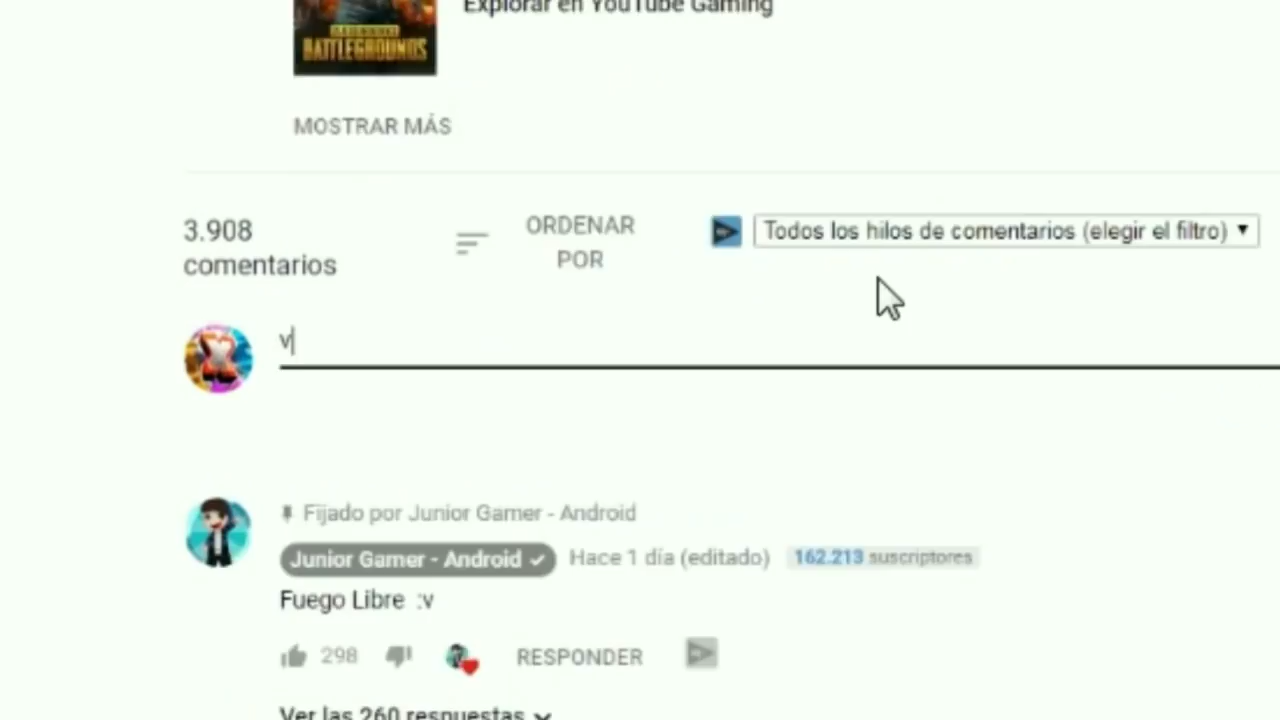 Explorar en YouTube Gaming
BATTLEGROUNDS
MOSTRAR MÁS
3.908
comentarios
ORDENAR
POR
Todos los hilos de comentarios (elegir el filtro) ▼
v
Fijado por Junior Gamer - Android
Junior Gamer - Android ✓ Hace 1 día (editado) 162.213 suscriptores
Fuego Libre :v
298 RESPONDER
Ver las 260 respuestas